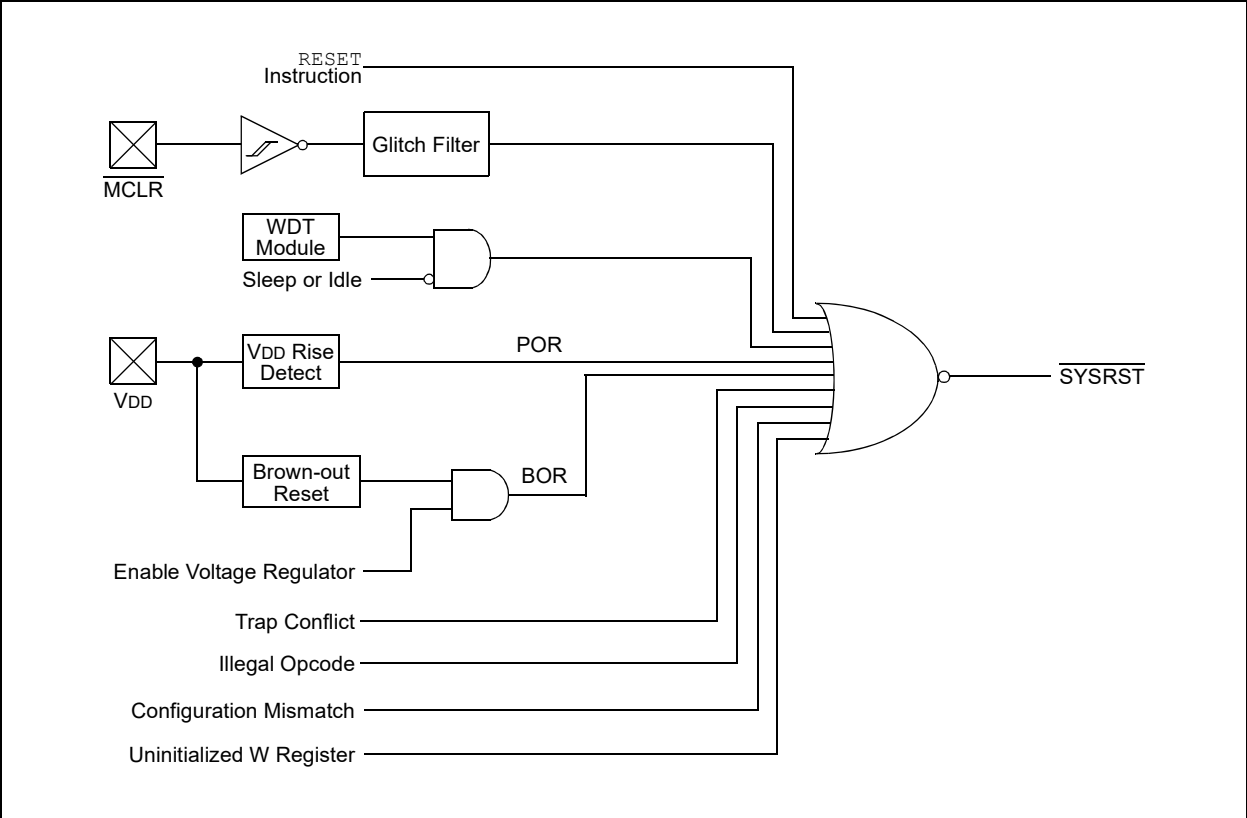 RESET
Instruction
Glitch Filter
MCLR
WDT
Module
Sleep or Idle
VDD Rise
Detect
POR
VDD
SYSRST
Brown-out
Reset
BOR
Enable Voltage Regulator
Trap Conflict
Illegal Opcode
Configuration Mismatch
Uninitialized W Register